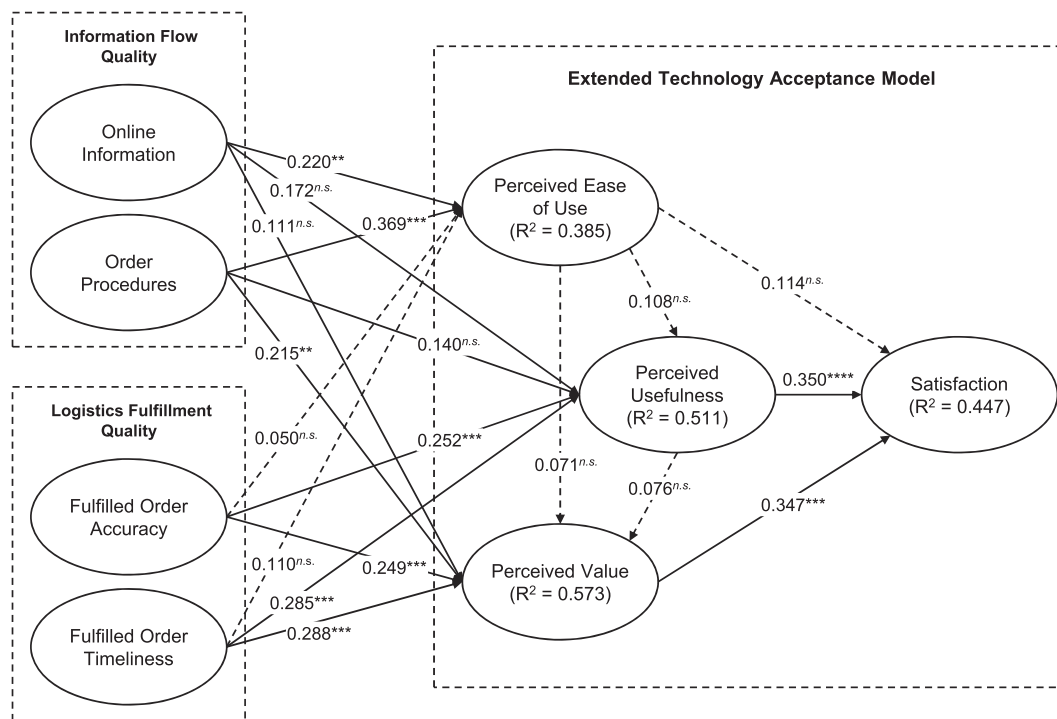 Information Flow
Quality
Online
Information
Order
Procedures
Logistics Fulfillment
Quality
Fulfilled Order
Accuracy
Fulfilled Order
Timeliness
0.220**
0.172n.s.
0.111n.s.
0.369***
0.140n.s.
0.215**
0.050n.s.
0.252***
0.110n.s.
0.249***
0.285***
0.288***
Extended Technology Acceptance Model
Perceived Ease
of Use
(R² = 0.385)
0.114n.s.
0.108n.s.
Perceived
Usefulness
(R² = 0.511)
0.350****
Satisfaction
(R² = 0.447)
0.071n.s.
0.076n.s.
0.347***
Perceived Value
(R² = 0.573)